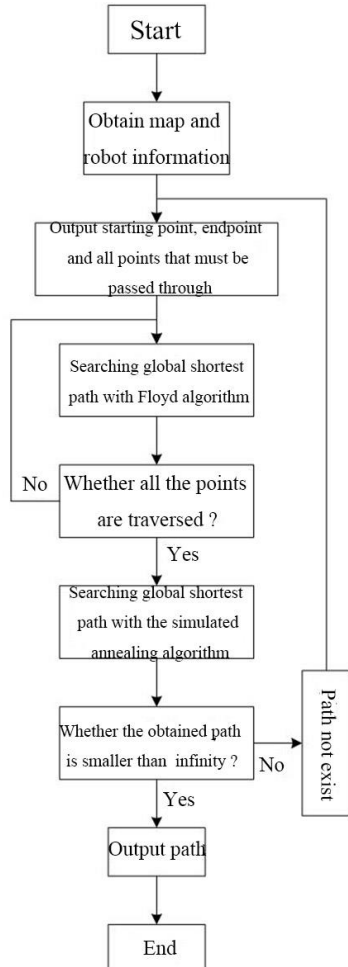 Start
Obtain map and
robot information
Output starting point, endpoint
and all points that must be
passed through
Searching global shortest
path with Floyd algorithm
No
Whether all the points
are traversed ?
Yes
Searching global shortest
path with the simulated
annealing algorithm
Whether the obtained path
is smaller than infinity ?
No
Path not exist
Yes
Output path
End